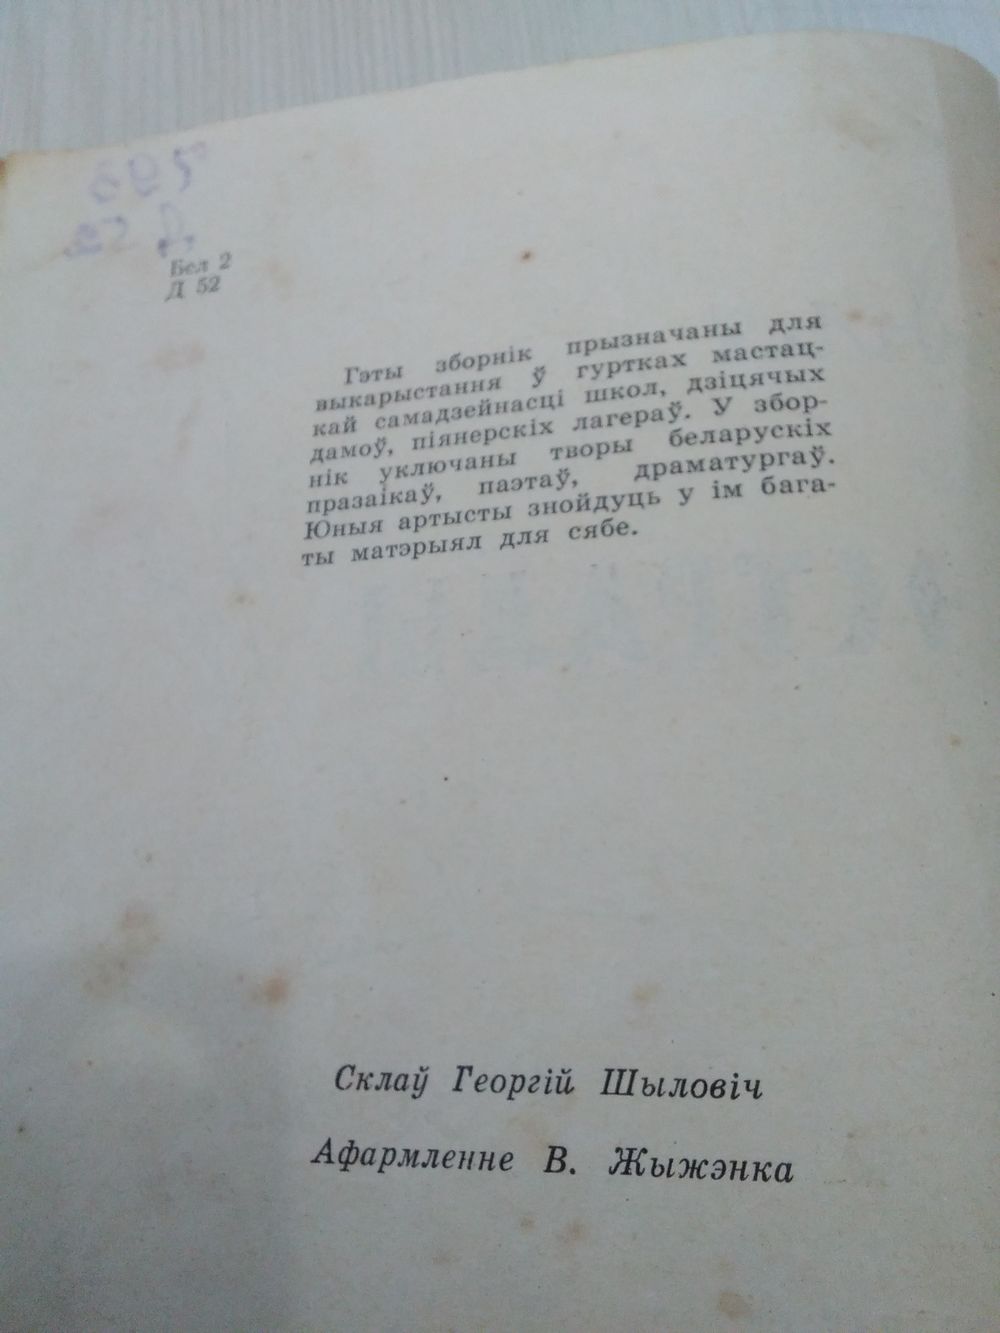 Бел 2
Д 52
Гэты зборнік прызначаны для
выкарыстання ў гуртках мастац-
кай самадзейнасці школ, дзіцячых
дамоў, піянерскіх лагераў. У збор-
нік уключаны творы беларускіх
празаікаў, паэтаў, драматургаў.
Юныя артысты знойдуць у ім бага-
ты матэрыял для сябе.
Склаў Георгій Шыловіч
Афармленне В. Жыжэнка